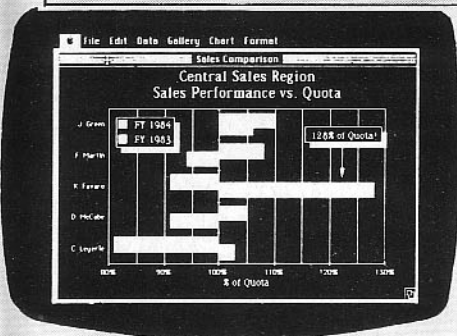 File Edit Data Gallery Chart Format
Sales Comparison
Central Sales Region
Sales Performance vs. Quota
J Green
FY 1984
FY 1983
128% of Quota!
F Martin
K Favaro
D McCabe
C Leyerle
80% 90% 100% 110% 120% 130%
% of Quota